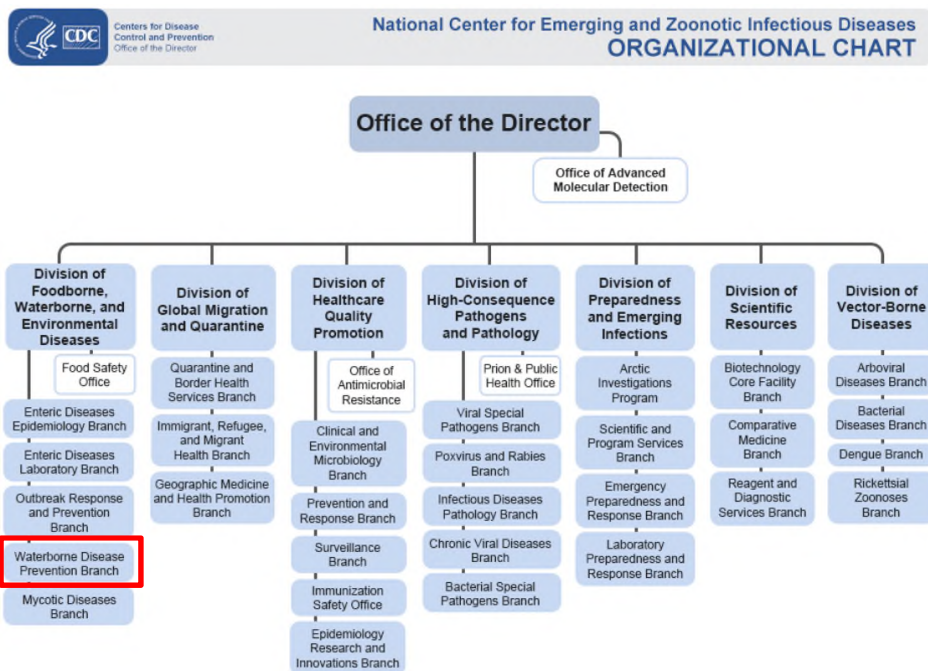 CDC
Centers for Disease
Control and Prevention
Office of the Director
National Center for Emerging and Zoonotic Infectious Diseases
ORGANIZATIONAL CHART
Office of the Director
Office of Advanced
Molecular Detection
Division of
Foodborne,
Waterborne, and
Environmental
Diseases
Food Safety
Office
Enteric Diseases
Epidemiology Branch
Enteric Diseases
Laboratory Branch
Outbreak Response
and Prevention
Branch
Waterborne Disease
Prevention Branch
Mycotic Diseases
Branch
Division of
Global Migration
and Quarantine
Quarantine and
Border Health
Services Branch
Immigrant, Refugee,
and Migrant
Health Branch
Geographic Medicine
and Health Promotion
Branch
Division of
Healthcare
Quality
Promotion
Office of
Antimicrobial
Resistance
Clinical and
Environmental
Microbiology
Branch
Prevention and
Response Branch
Surveillance
Branch
Immunization
Safety Office
Epidemiology
Research and
Innovations Branch
Division of
High-Consequence
Pathogens
and Pathology
Prion & Public
Health Office
Viral Special
Pathogens Branch
Poxvirus and Rabies
Branch
Infectious Diseases
Pathology Branch
Chronic Viral Diseases
Branch
Bacterial Special
Pathogens Branch
Division of
Preparedness
and Emerging
Infections
Arctic
Investigations
Program
Scientific and
Program Services
Branch
Emergency
Preparedness and
Response Branch
Laboratory
Preparedness and
Response Branch
Division of
Scientific
Resources
Biotechnology
Core Facility
Branch
Comparative
Medicine
Branch
Reagent and
Diagnostic
Services Branch
Division of
Vector-Borne
Diseases
Arboviral
Diseases Branch
Bacterial
Diseases Branch
Dengue Branch
Rickettsial
Zoonoses
Branch